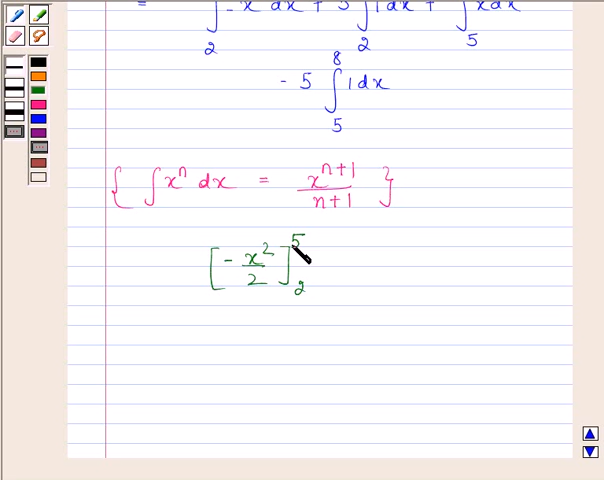 = ∫₂ -x dx + 5 ∫₂ 1 dx + ∫₅ x dx
- 5 ∫₅⁸ 1 dx
{ ∫ xⁿ dx = xⁿ⁺¹/n+1 }
[ - x²/2 ]₂⁵